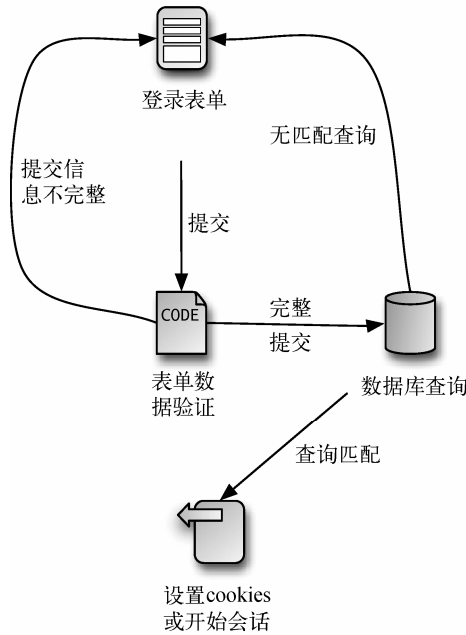 登录表单
无匹配查询
提交信
息不完整
提交
CODE
完整
提交
表单数
据验证
数据库查询
查询匹配
设置cookies
或开始会话